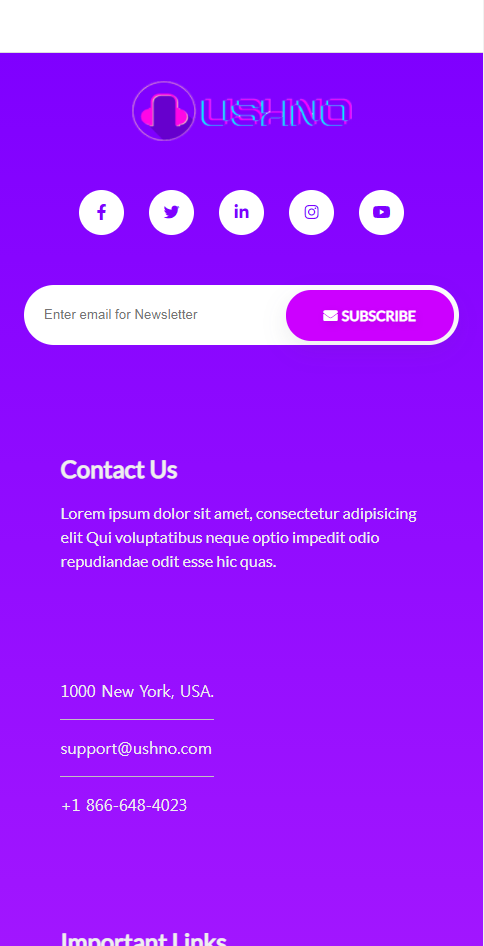 USHNO
Enter email for Newsletter
SUBSCRIBE
Contact Us
Lorem ipsum dolor sit amet, consectetur adipisicing
elit Qui voluptatibus neque optio impedit odio
repudiandae odit esse hic quas.
1000 New York, USA.
support@ushno.com
+1 866-648-4023
Important Links